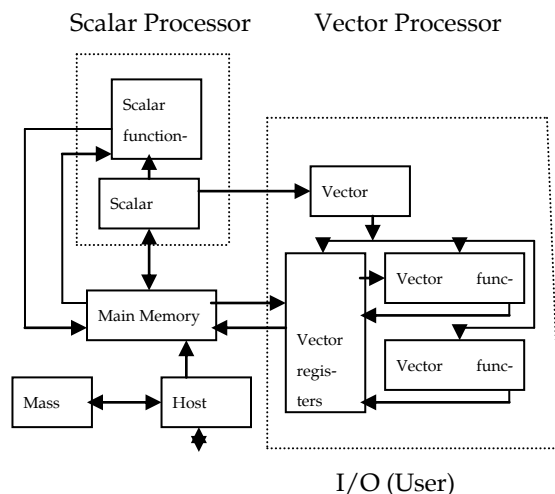 Scalar Processor
Vector Processor
Scalar
function-
Scalar
Vector
Main Memory
Vector func-
Vector
regis-
ters
Vector func-
Mass
Host
I/O (User)